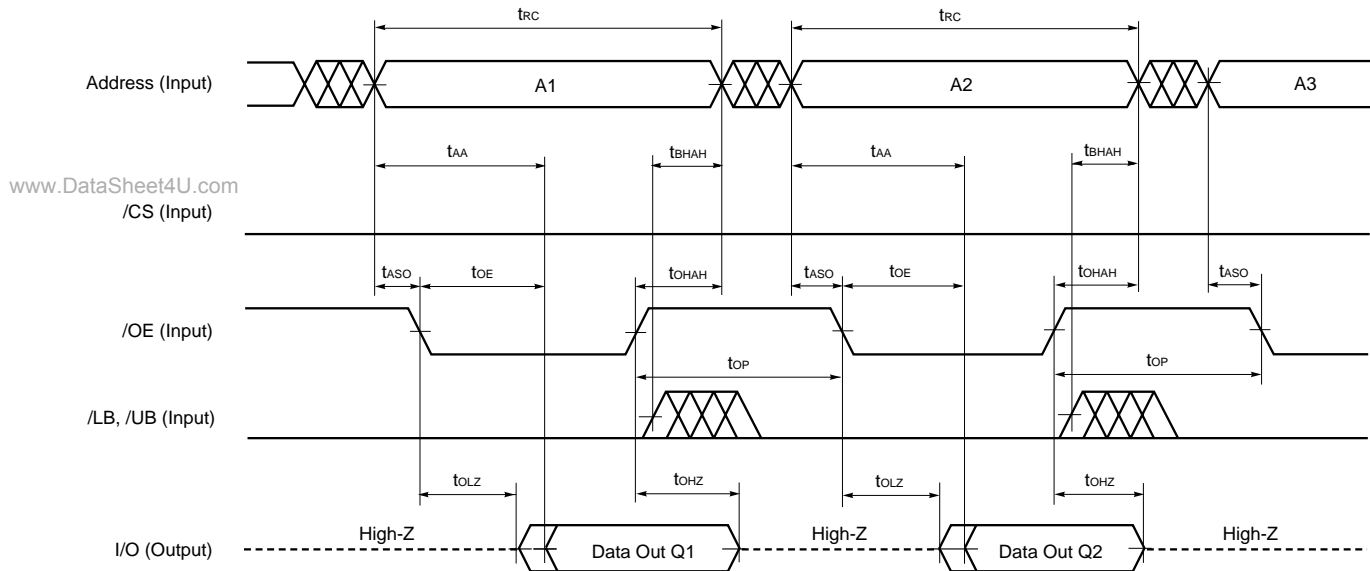 tRC tRC
Address (Input) A1 A2 A3
tAA tBHAH tAA tBHAH
www.DataSheet4U.com
/CS (Input)
tASO tOE tOHAH tASO tOE tOHAH tASO
/OE (Input)
tOP tOP
/LB, /UB (Input)
tOLZ tOHZ tOLZ tOHZ
High-Z High-Z High-Z
I/O (Output) Data Out Q1 Data Out Q2